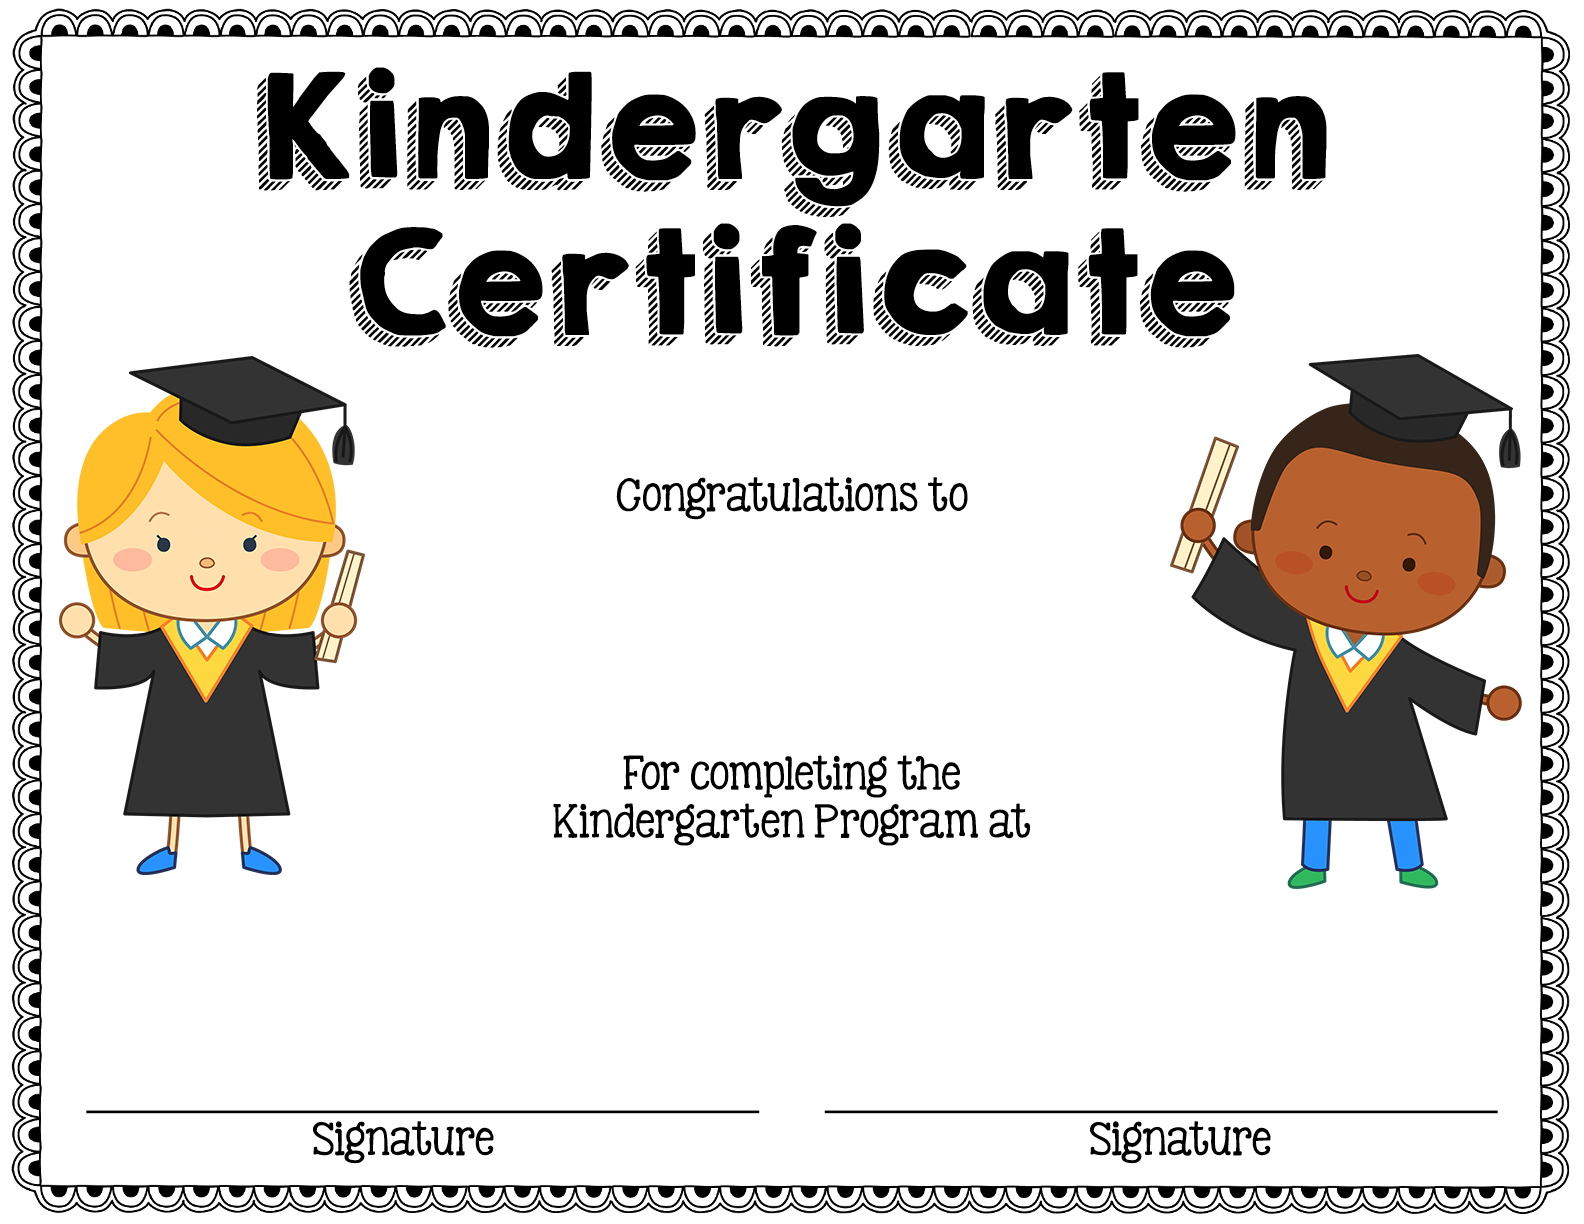 Kindergarten
Certificate
Congratulations to
For completing the
Kindergarten Program at
Signature
Signature